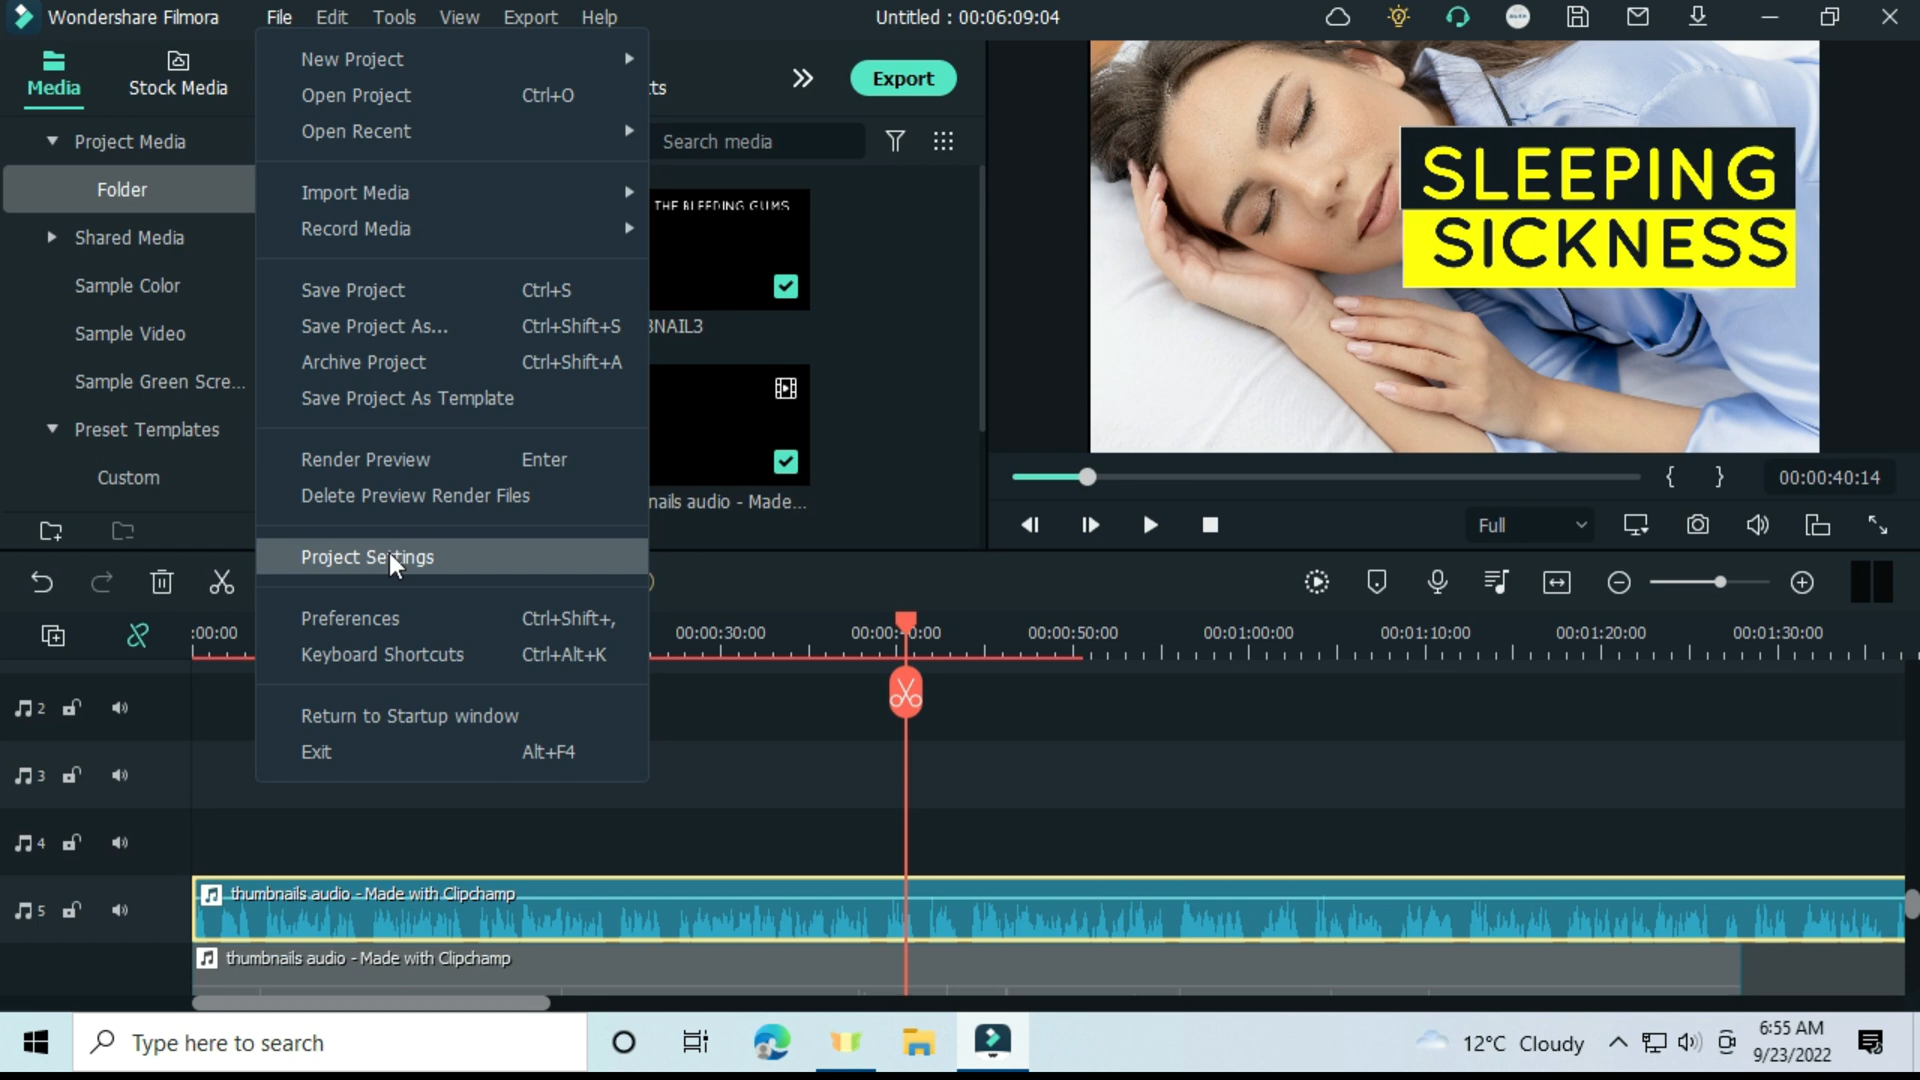 Wondershare Filmora
File Edit Tools View Export Help
Untitled : 00:06:09:04
Media
Stock Media
ts
Export
Project Media
Folder
Shared Media
Sample Color
Sample Video
Sample Green Scre...
Preset Templates
Custom
New Project
Open Project Ctrl+O
Open Recent
Import Media
Record Media
Save Project Ctrl+S
Save Project As... Ctrl+Shift+S
Archive Project Ctrl+Shift+A
Save Project As Template
Render Preview Enter
Delete Preview Render Files
Project Settings
Preferences Ctrl+Shift+,
Keyboard Shortcuts Ctrl+Alt+K
Return to Startup window
Exit Alt+F4
Search media
THE BLEEDING GUMS
BNAIL3
nails audio - Made...
SLEEPING
SICKNESS
{ } 00:00:40:14
Full
:00:00 00:00:30:00 00:00:40:00 00:00:50:00 00:01:00:00 00:01:10:00 00:01:20:00 00:01:30:00
2
3
4
5
thumbnails audio - Made with Clipchamp
thumbnails audio - Made with Clipchamp
Type here to search
12°C Cloudy
6:55 AM
9/23/2022